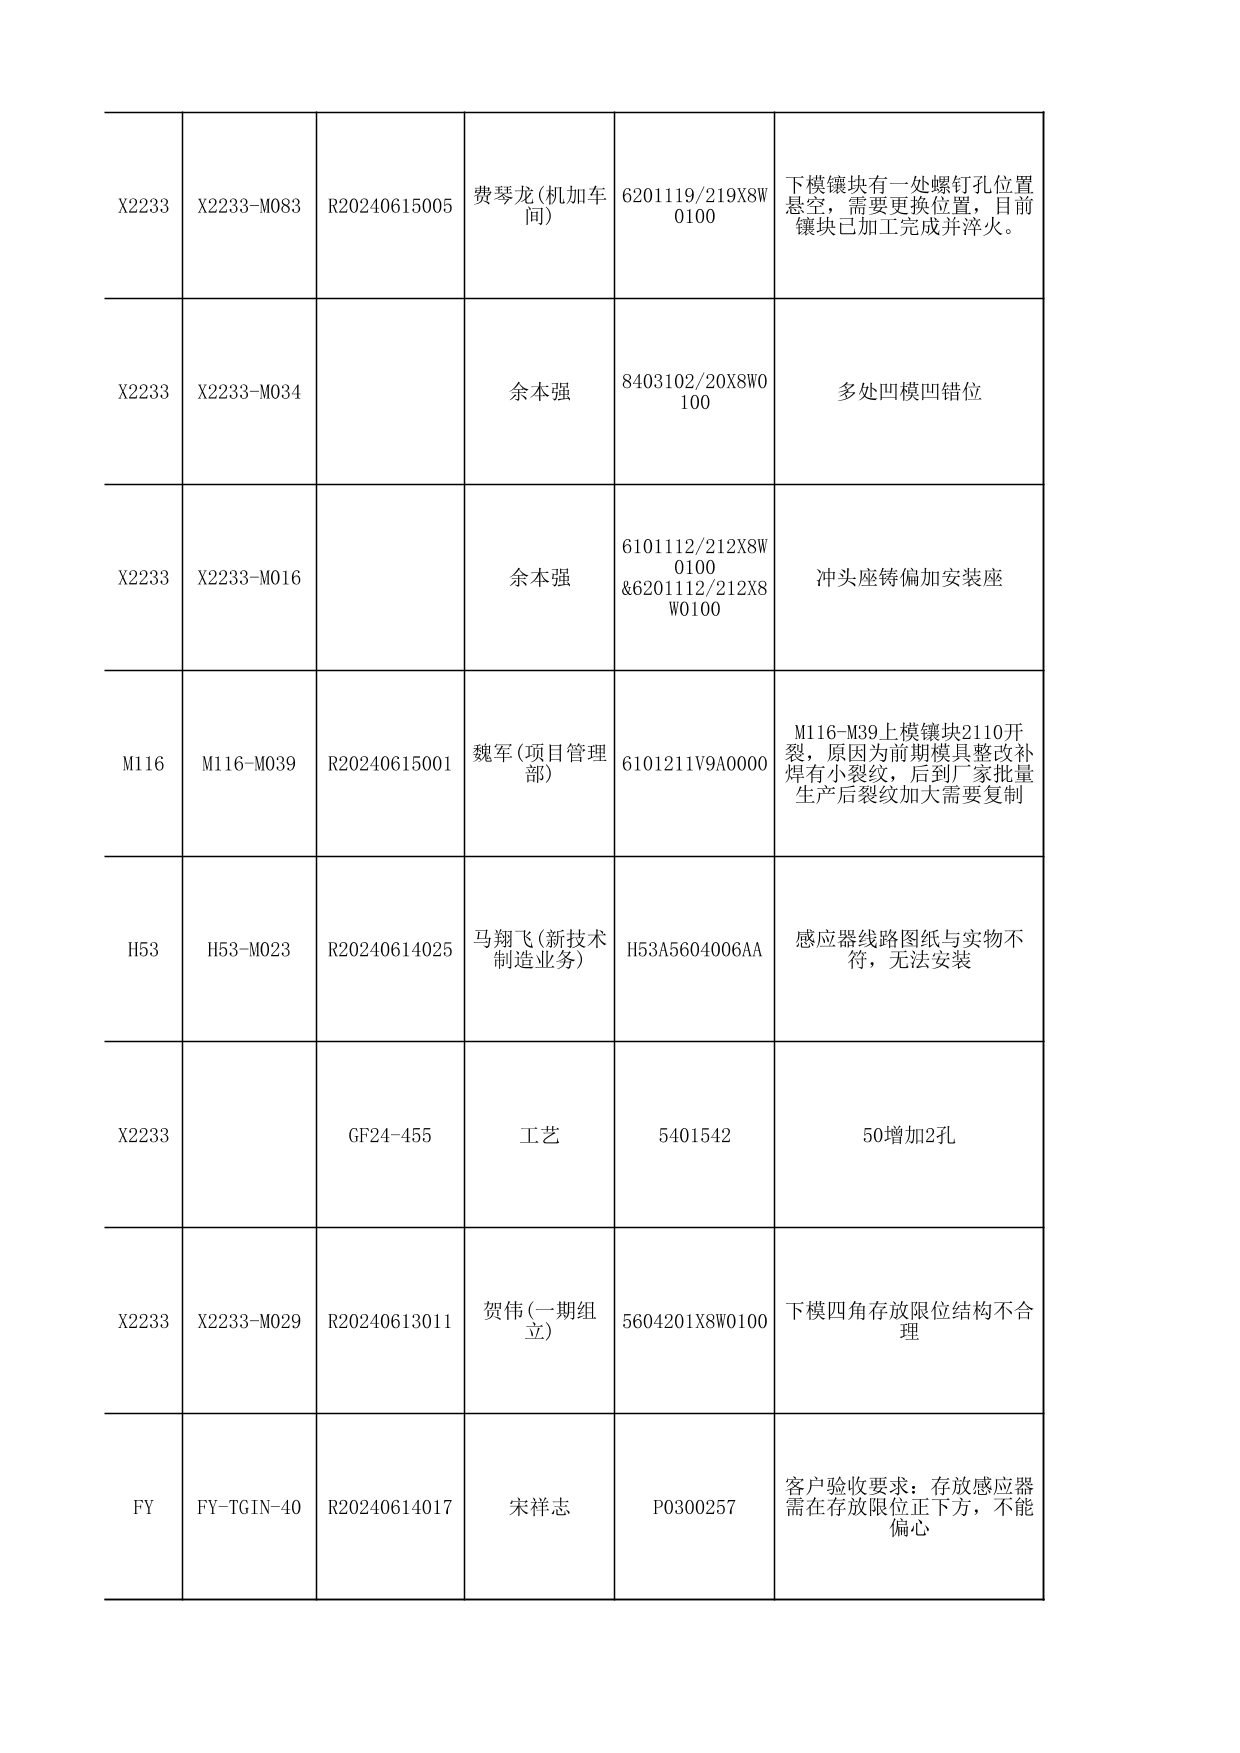 X2233
X2233-M083
R20240615005
费琴龙(机加车
间)
6201119/219X8W
0100
下模镶块有一处螺钉孔位置
悬空，需要更换位置，目前
镶块已加工完成并淬火。
X2233
X2233-M034
余本强
8403102/20X8W0
100
多处凹模凹错位
X2233
X2233-M016
余本强
6101112/212X8W
0100
&6201112/212X8
W0100
冲头座铸偏加安装座
M116
M116-M039
R20240615001
魏军(项目管理
部)
6101211V9A0000
M116-M39上模镶块2110开
裂，原因为前期模具整改补
焊有小裂纹，后到厂家批量
生产后裂纹加大需要复制
H53
H53-M023
R20240614025
马翔飞(新技术
制造业务)
H53A5604006AA
感应器线路图纸与实物不
符，无法安装
X2233
GF24-455
工艺
5401542
50增加2孔
X2233
X2233-M029
R20240613011
贺伟(一期组
立)
5604201X8W0100
下模四角存放限位结构不合
理
FY
FY-TGIN-40
R20240614017
宋祥志
P0300257
客户验收要求：存放感应器
需在存放限位正下方，不能
偏心